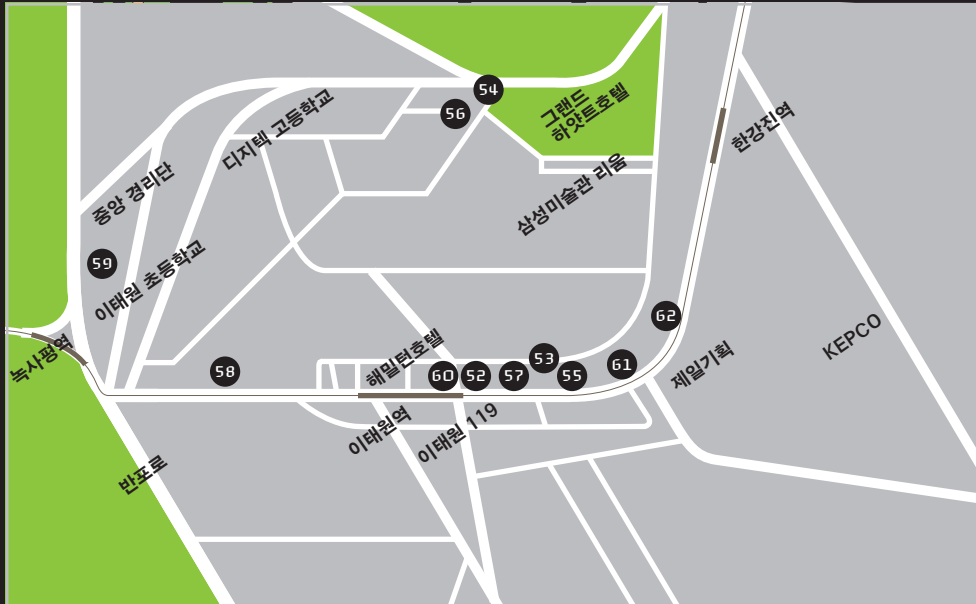 54
56
그랜드
하얏트호텔
디지텍 고등학교
한강진역
중앙 경리단
삼성미술관 리움
59
이태원 초등학교
62
녹사평역
KEPCO
해밀턴호텔
53
제일기획
61
58
60
52
57
55
이태원역
이태원 119
반포로